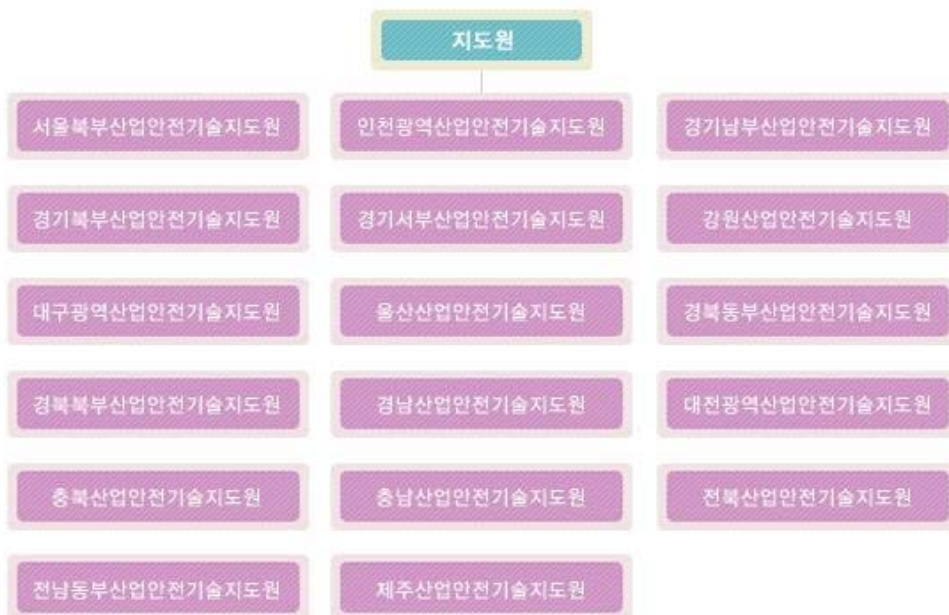 지도원
서울북부산업안전기술지도원
인천광역산업안전기술지도원
경기남부산업안전기술지도원
경기북부산업안전기술지도원
경기서부산업안전기술지도원
강원산업안전기술지도원
대구광역산업안전기술지도원
울산산업안전기술지도원
경북동부산업안전기술지도원
경북북부산업안전기술지도원
경남산업안전기술지도원
대전광역산업안전기술지도원
충북산업안전기술지도원
충남산업안전기술지도원
전북산업안전기술지도원
전남동부산업안전기술지도원
제주산업안전기술지도원